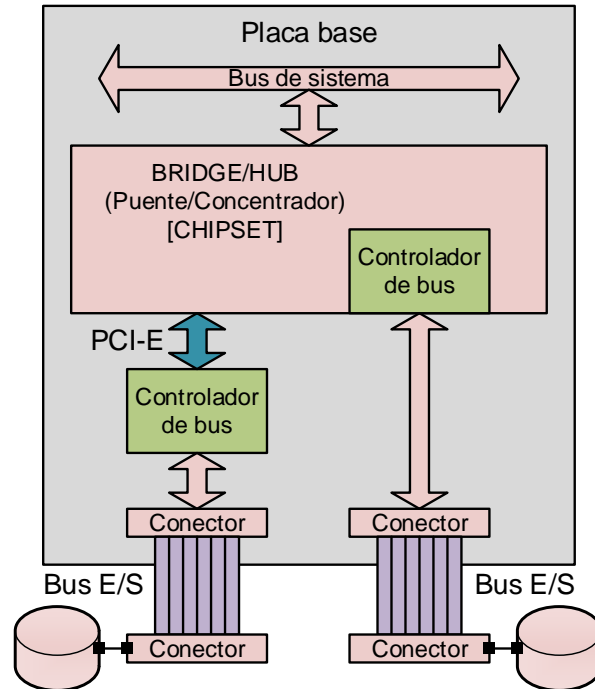 Placa base
Bus de sistema
BRIDGE/HUB
(Puente/Concentrador)
[CHIPSET]
Controlador
de bus
PCI-E
Controlador
de bus
Conector
Conector
Bus E/S
Bus E/S
Conector
Conector